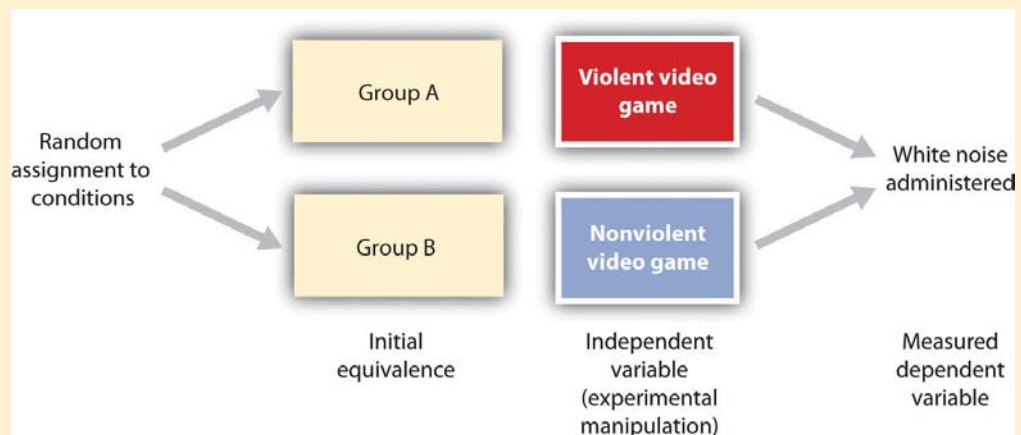 Random
assignment to
conditions
Group A
Group B
Initial
equivalence
Violent video
game
Nonviolent
video game
Independent
variable
(experimental
manipulation)
White noise
administered
Measured
dependent
variable